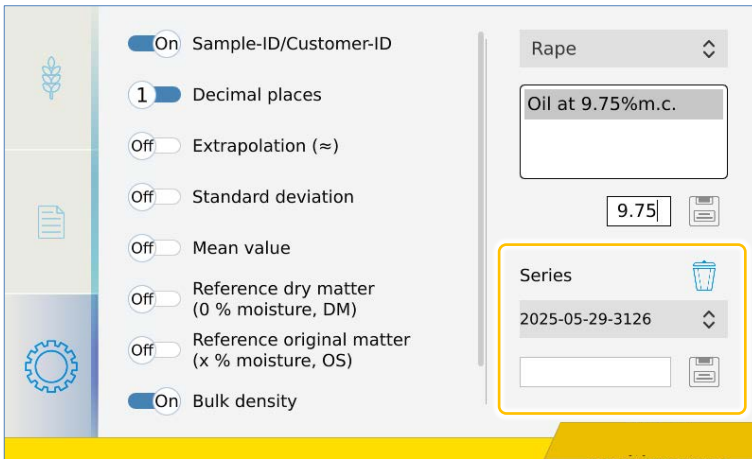 On Sample-ID/Customer-ID
1 Decimal places
Off Extrapolation (≈)
Off Standard deviation
Off Mean value
Off Reference dry matter
(0 % moisture, DM)
Off Reference original matter
(x % moisture, OS)
On Bulk density
Rape
Oil at 9.75%m.c.
9.75
Series
2025-05-29-3126